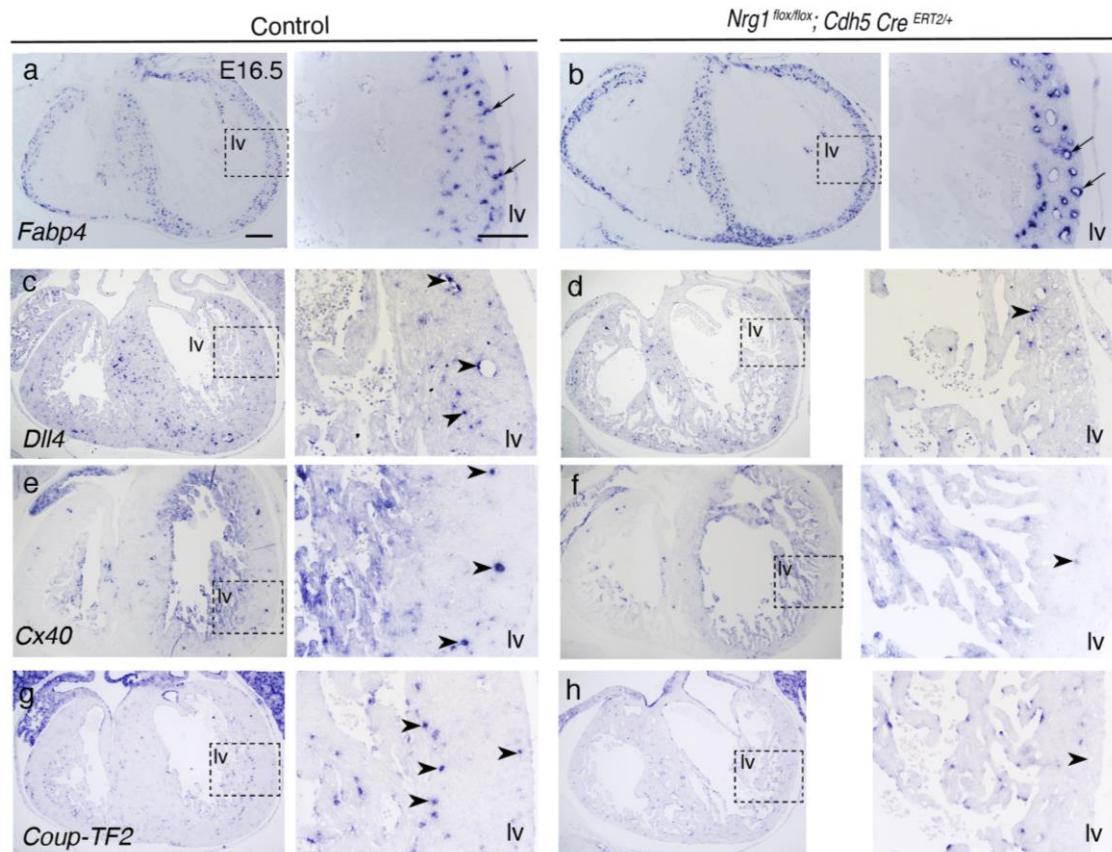 Control
Nrg1 flox/flox; Cdh5 Cre ERT2/+
a E16.5 lv Fabp4 lv
b lv lv
c lv Dll4 lv
d lv lv
e lv Cx40 lv
f lv lv
g lv Coup-TF2 lv
h lv lv